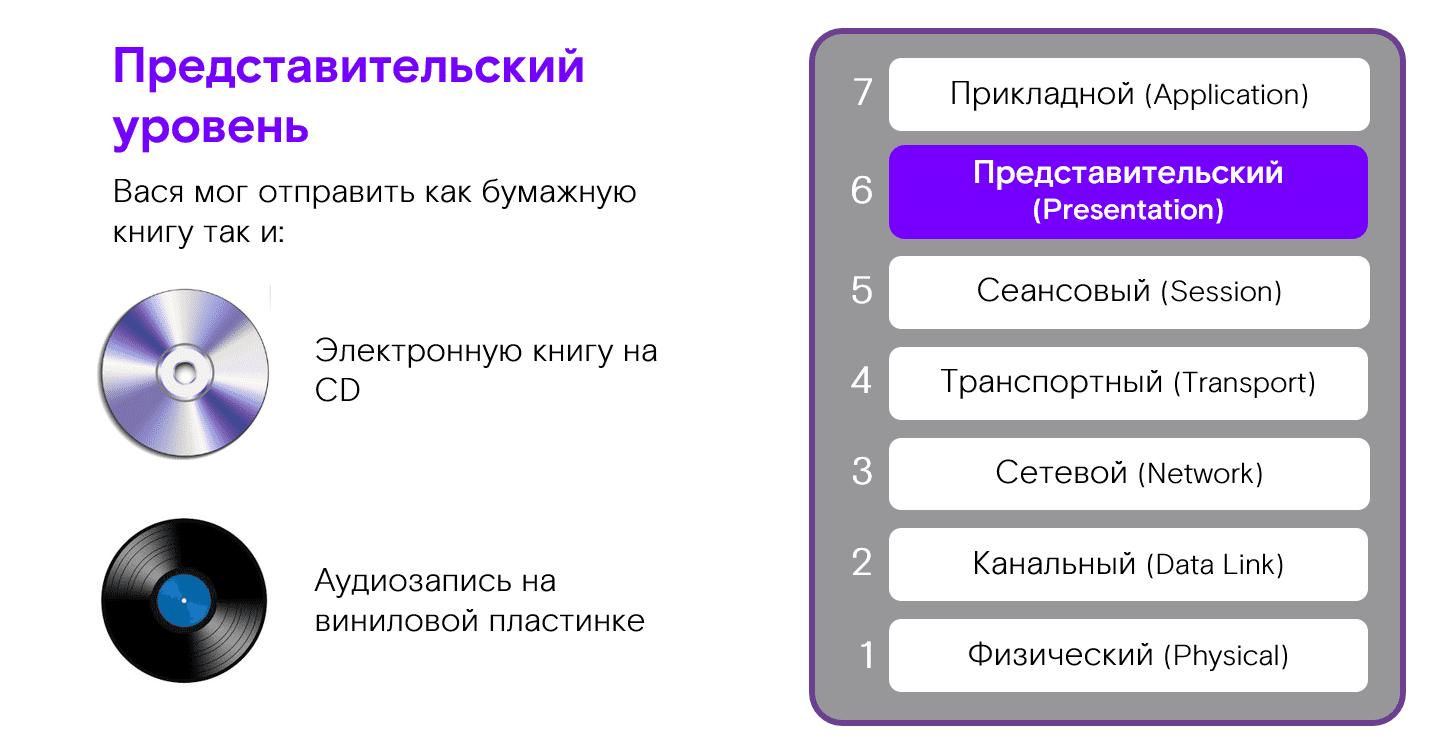 Представительский
уровень
Вася мог отправить как бумажную
книгу так и:
Электронную книгу на
CD
Аудиозапись на
виниловой пластинке
7 Прикладной (Application)
6 Представительский
(Presentation)
5 Сеансовый (Session)
4 Транспортный (Transport)
3 Сетевой (Network)
2 Канальный (Data Link)
1 Физический (Physical)